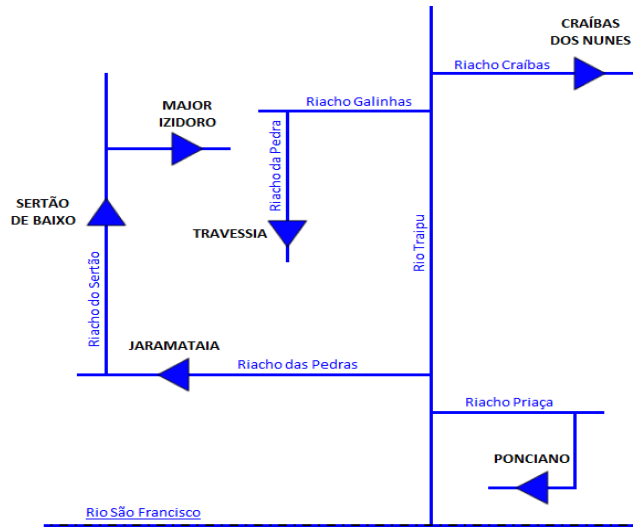 CRAÍBAS
DOS NUNES
Riacho Craíbas
MAJOR
IZIDORO
Riacho Galinhas
Riacho da Pedra
SERTÃO
DE BAIXO
TRAVESSIA
Rio Traipu
Riacho do Sertão
JARAMATAIA
Riacho das Pedras
Riacho Priaça
PONCIANO
Rio São Francisco